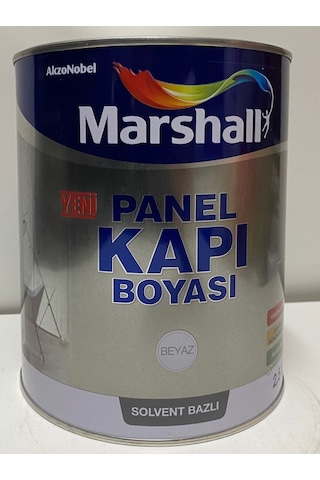 AkzoNobel
Marshall
YENİ
PANEL
KAPI
BOYASI
BEYAZ
SOLVENT BAZLI